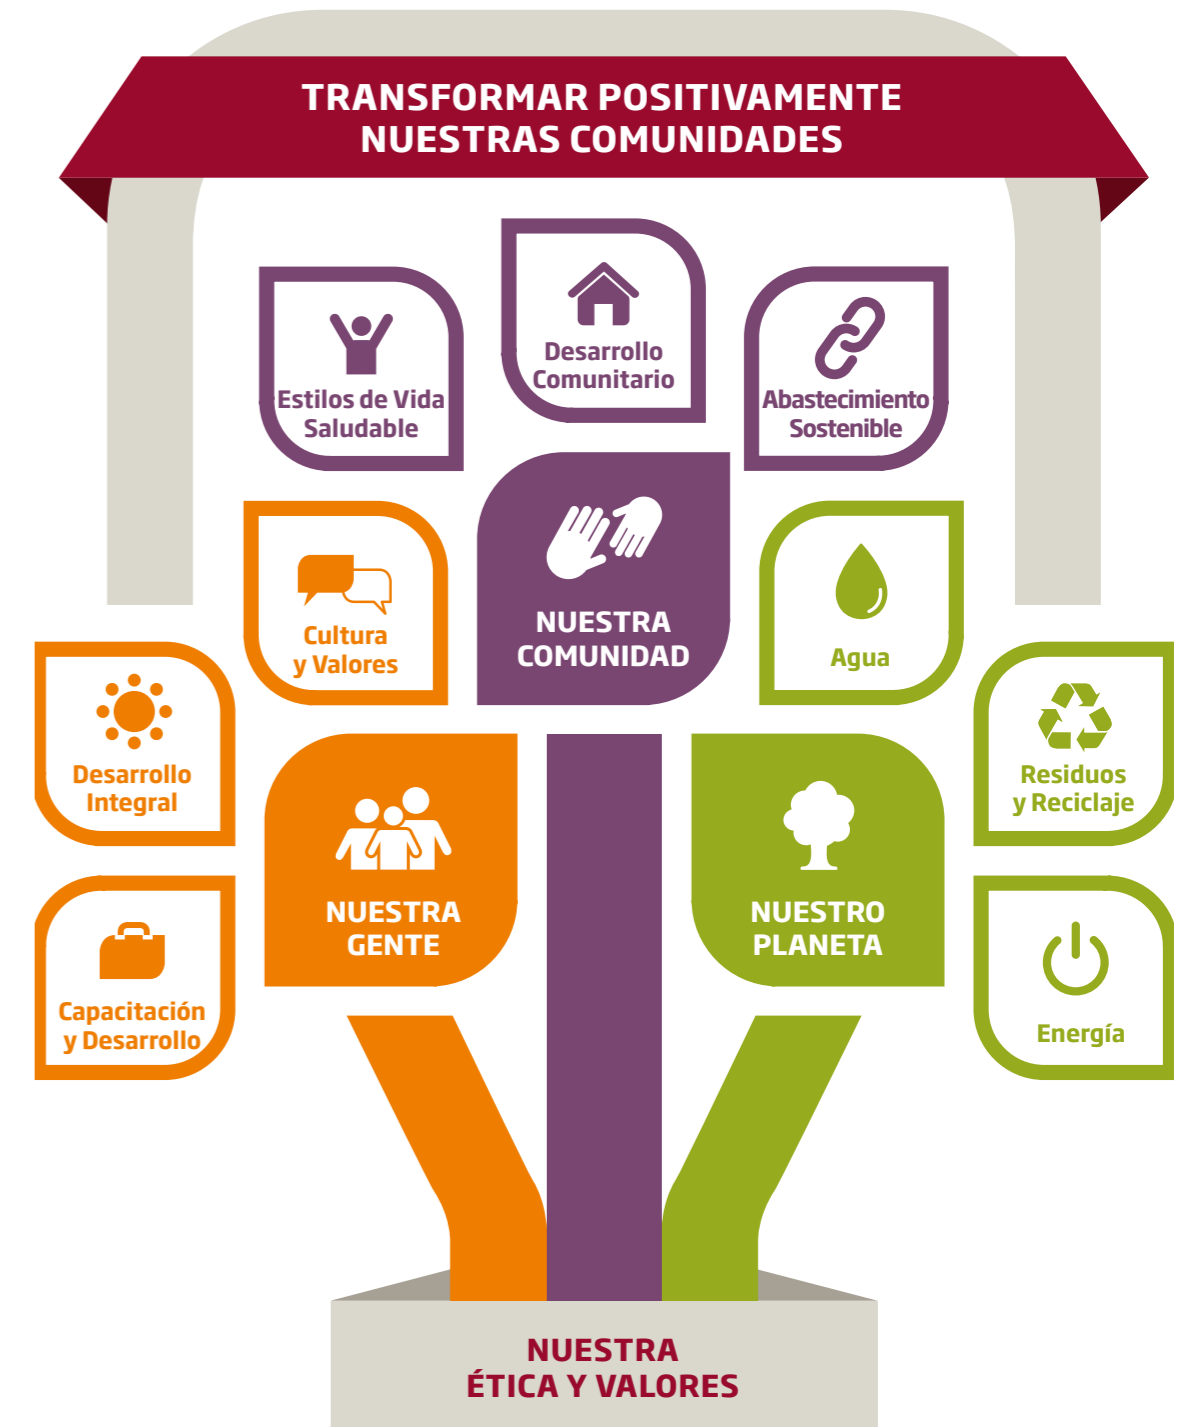 TRANSFORMAR POSITIVAMENTE
NUESTRAS COMUNIDADES
Estilos de Vida
Saludable
Desarrollo
Comunitario
Abastecimiento
Sostenible
Cultura
y Valores
NUESTRA
COMUNIDAD
Agua
Desarrollo
Integral
Residuos
y Reciclaje
NUESTRA
GENTE
NUESTRO
PLANETA
Capacitación
y Desarrollo
Energía
NUESTRA
ÉTICA Y VALORES